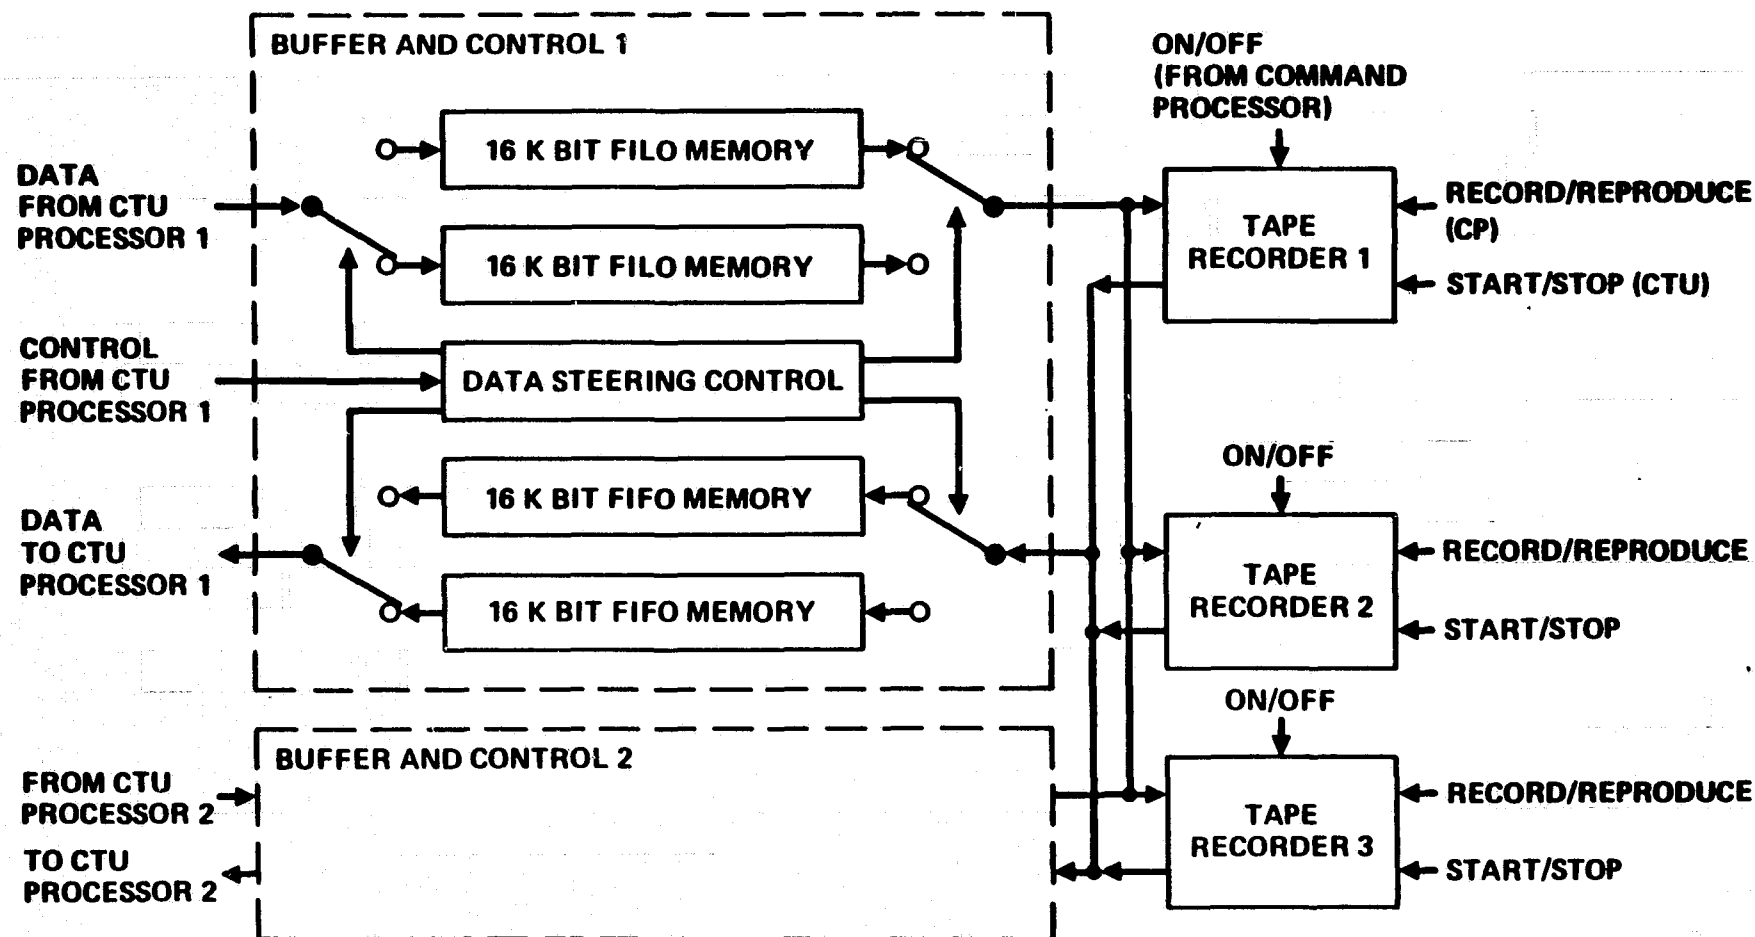 BUFFER AND CONTROL 1
ON/OFF
(FROM COMMAND
PROCESSOR)
16 K BIT FILO MEMORY
DATA
FROM CTU
PROCESSOR 1
TAPE
RECORDER 1
RECORD/REPRODUCE
(CP)
16 K BIT FILO MEMORY
START/STOP (CTU)
CONTROL
FROM CTU
PROCESSOR 1
DATA STEERING CONTROL
ON/OFF
16 K BIT FIFO MEMORY
DATA
TO CTU
PROCESSOR 1
TAPE
RECORDER 2
RECORD/REPRODUCE
16 K BIT FIFO MEMORY
START/STOP
ON/OFF
BUFFER AND CONTROL 2
FROM CTU
PROCESSOR 2
TAPE
RECORDER 3
RECORD/REPRODUCE
TO CTU
PROCESSOR 2
START/STOP